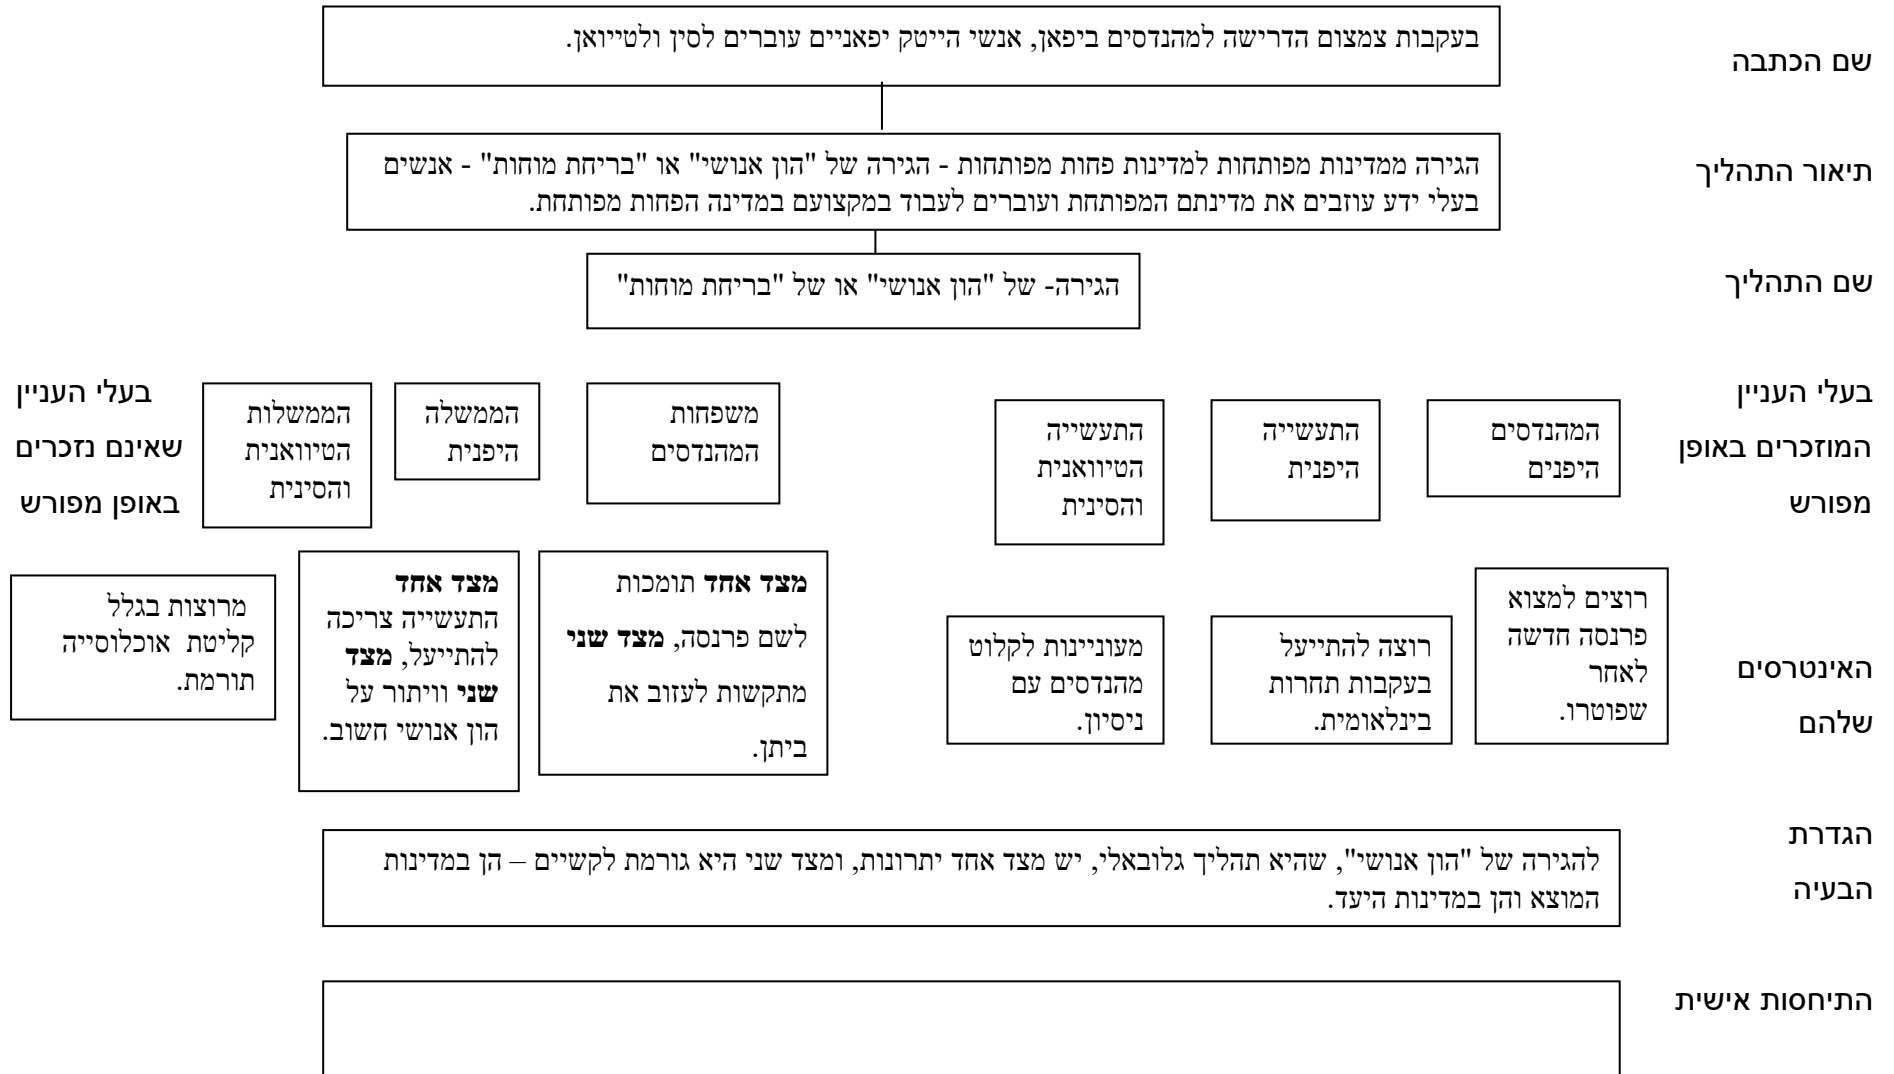 שם הכתבה
בעקבות צמצום הדרישה למהנדסים ביפאן, אנשי הייטק יפאניים עוברים לסין ולטייוואן.
תיאור התהליך
הגירה ממדינות מפותחות למדינות פחות מפותחות - הגירה של "הון אנושי" או "בריחת מוחות" - אנשים
בעלי ידע עוזבים את מדינתם המפותחת ועוברים לעבוד במקצועם במדינה הפחות מפותחת.
שם התהליך
הגירה- של "הון אנושי" או של "בריחת מוחות"
בעלי העניין
המוזכרים באופן
מפורש
המהנדסים
היפנים
התעשייה
היפנית
התעשייה
הטיוואנית
והסינית
משפחות
המהנדסים
הממשלה
היפנית
הממשלות
הטיוואנית
והסינית
בעלי העניין
שאינם נזכרים
באופן מפורש
האינטרסים
שלהם
רוצים למצוא
פרנסה חדשה
לאחר
שפוטרו.
רוצה להתייעל
בעקבות תחרות
בינלאומית.
מעוניינות לקלוט
מהנדסים עם
ניסיון.
מצד אחד תומכות
לשם פרנסה, מצד שני
מתקשות לעזוב את
ביתן.
מצד אחד
התעשייה צריכה
להתייעל, מצד
שני וויתור על
הון אנושי חשוב.
מרוצות בגלל
קליטת אוכלוסייה
תורמת.
הגדרת
הבעיה
להגירה של "הון אנושי", שהיא תהליך גלובאלי, יש מצד אחד יתרונות, ומצד שני היא גורמת לקשיים – הן במדינות
המוצא והן במדינות היעד.
התיחסות אישית